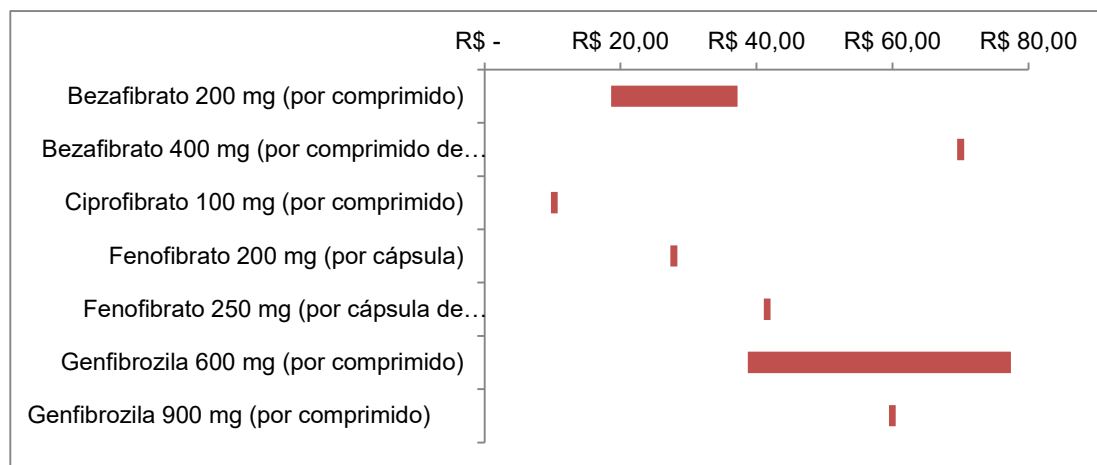 R$ - R$ 20,00 R$ 40,00 R$ 60,00 R$ 80,00
Bezafibrato 200 mg (por comprimido)
Bezafibrato 400 mg (por comprimido de…
Ciprofibrato 100 mg (por comprimido)
Fenofibrato 200 mg (por cápsula)
Fenofibrato 250 mg (por cápsula de…
Genfibrozila 600 mg (por comprimido)
Genfibrozila 900 mg (por comprimido)